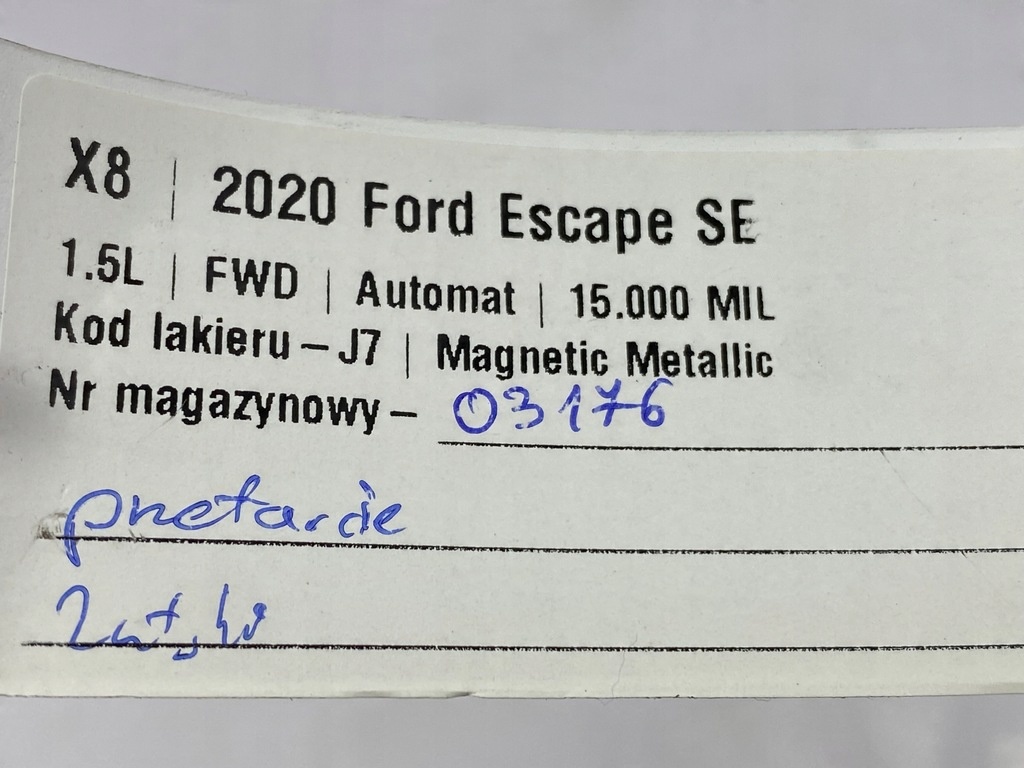 X8 | 2020 Ford Escape SE
1.5L | FWD | Automat | 15.000 MIL
Kod lakieru – J7 | Magnetic Metallic
Nr magazynowy – 03176
przetarcie